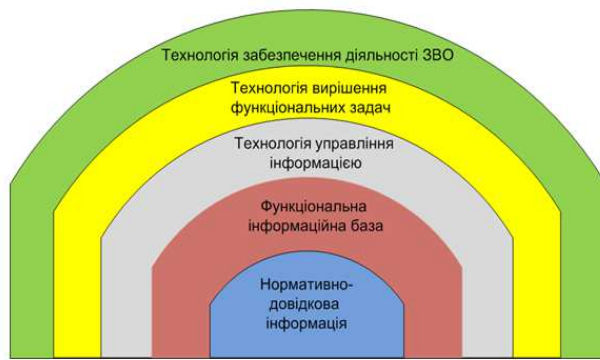 Технологія забезпечення діяльності ЗВО
Технологія вирішення
функціональних задач
Технологія управління
інформацією
Функціональна
інформаційна база
Нормативно-
довідкова
інформація